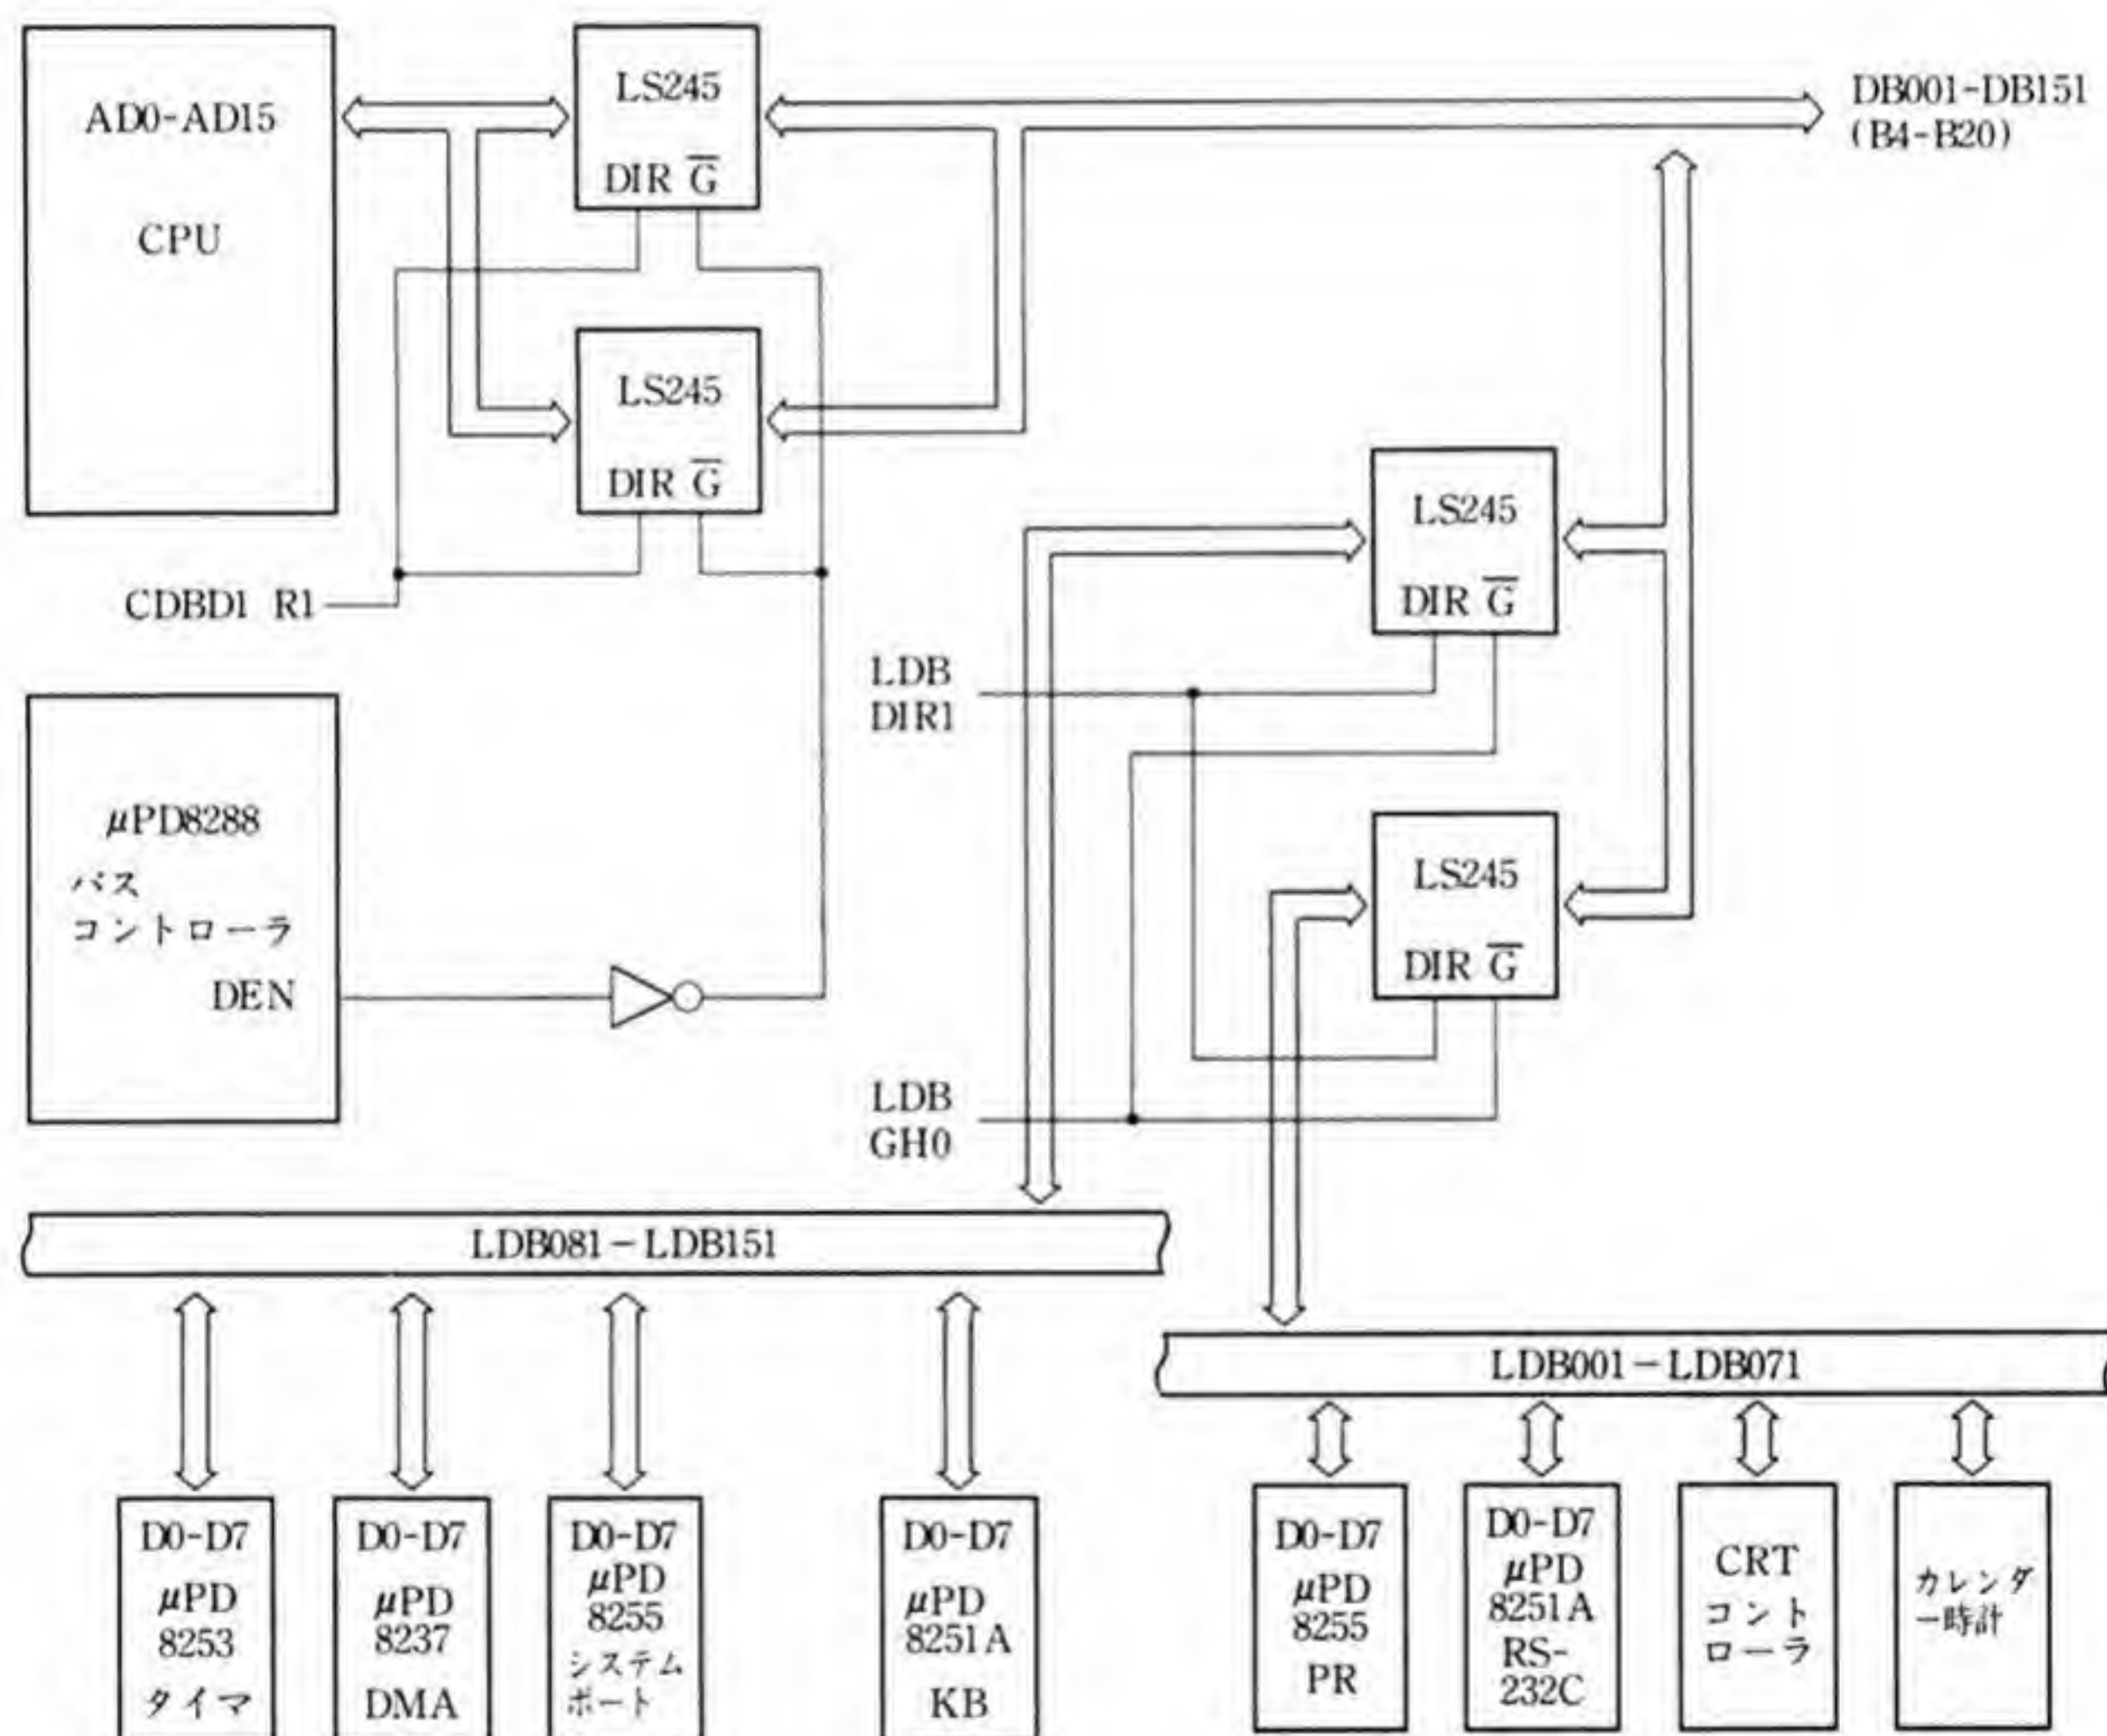 AD0-AD15
CPU
LS245
DIR G̅
DB001-DB151
(B4-B20)
LS245
DIR G̅
CDBD1 R1
LS245
DIR G̅
LDB
DIR1
μPD8288
バス
コントローラ
DEN
LS245
DIR G̅
LDB
GH0
LDB081-LDB151
LDB001-LDB071
D0-D7
μPD
8253
タイマ
D0-D7
μPD
8237
DMA
D0-D7
μPD
8255
システム
ポート
D0-D7
μPD
8251A
KB
D0-D7
μPD
8255
PR
D0-D7
μPD
8251A
RS-
232C
CRT
コント
ローラ
カレンダ
ー時計